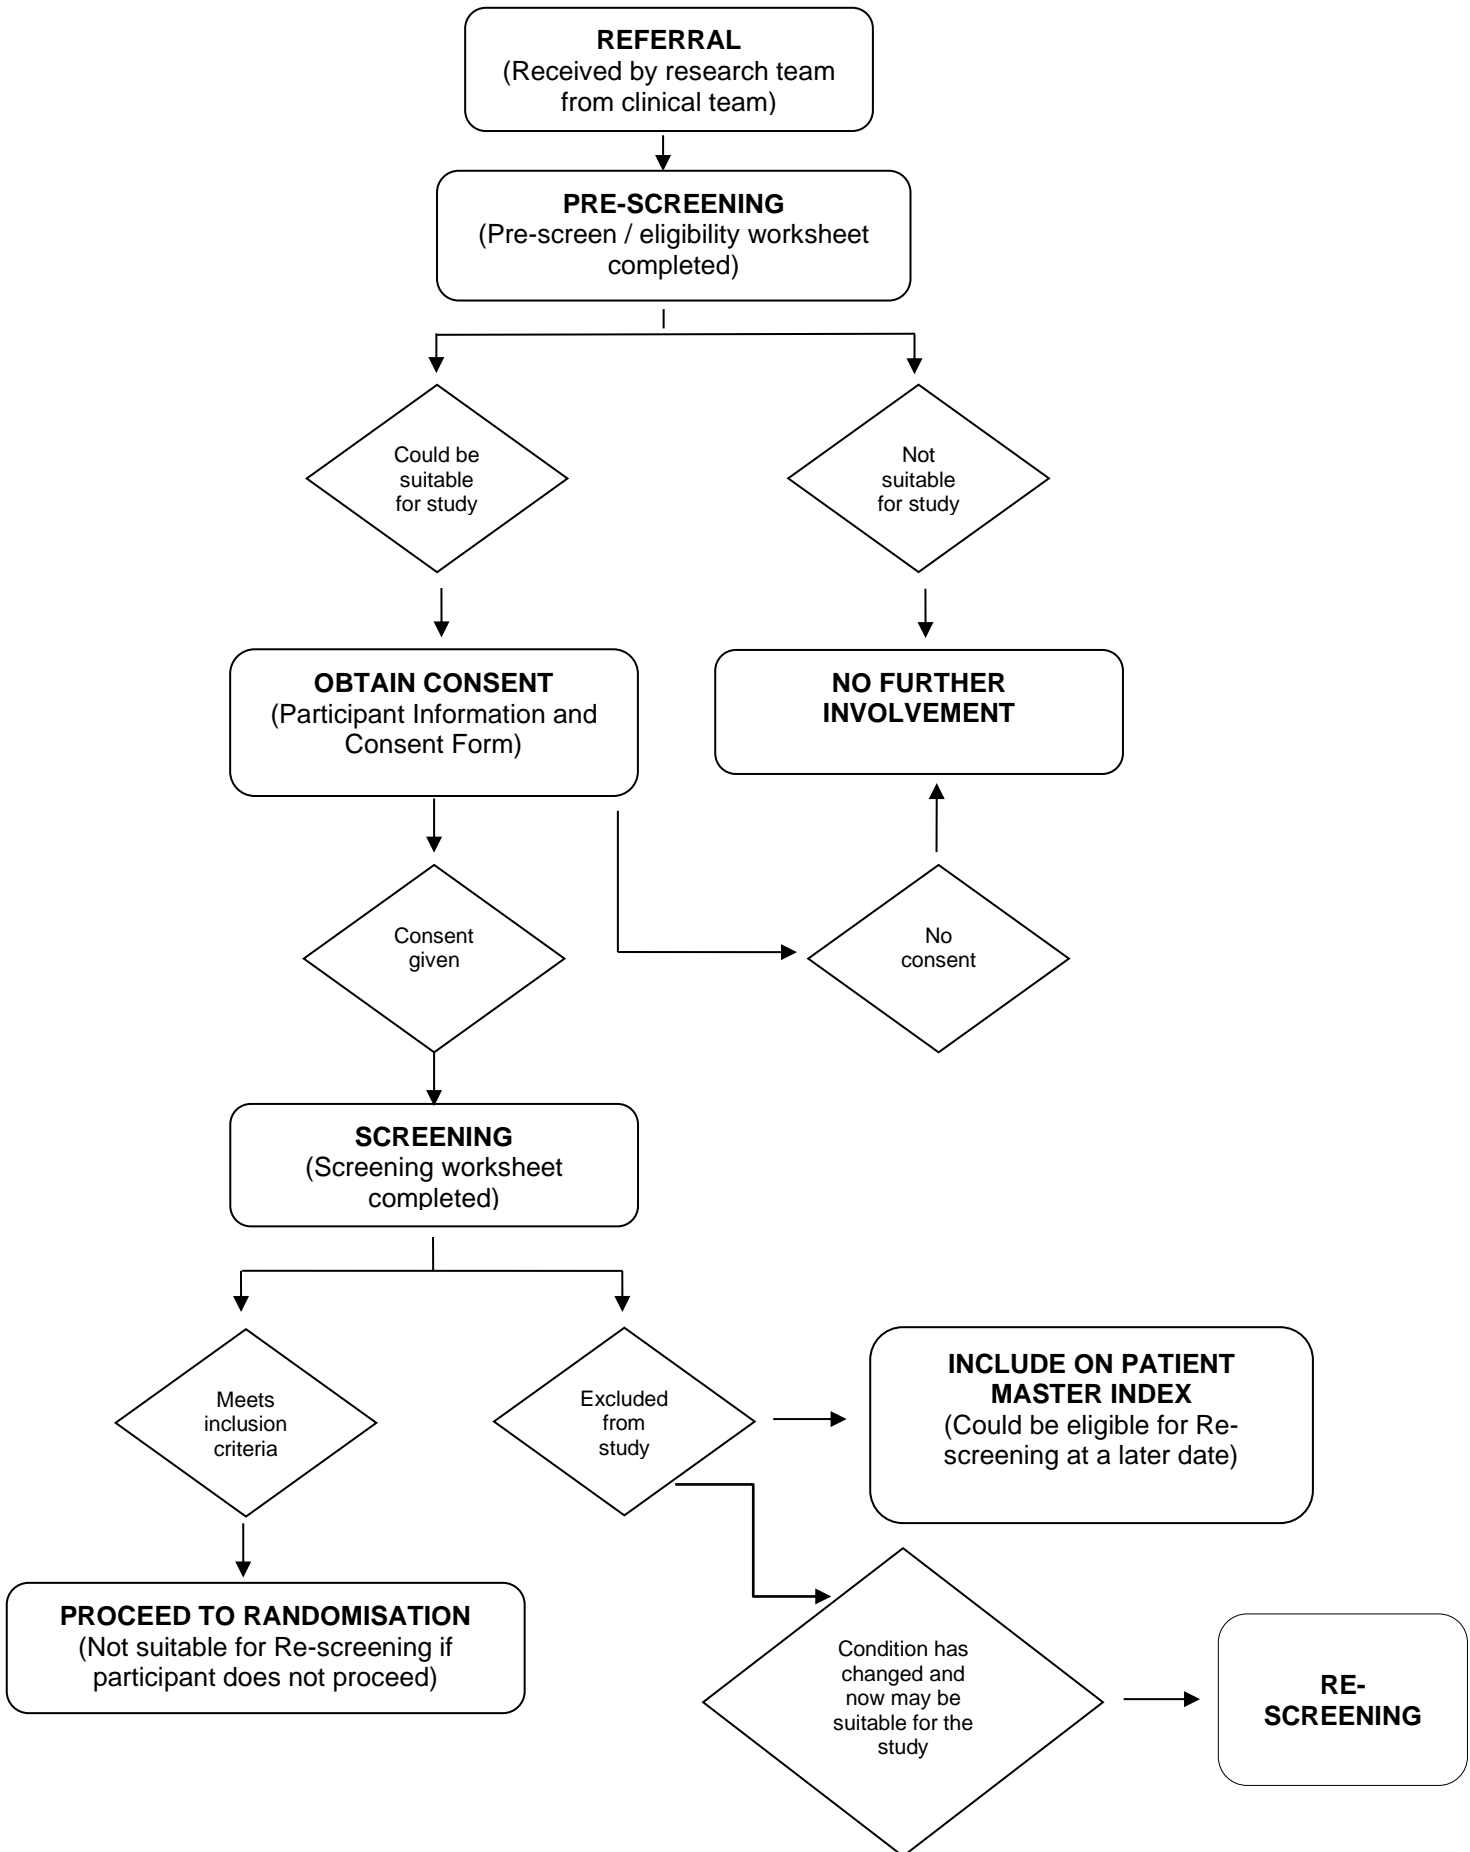 REFERRAL
(Received by research team
from clinical team)
PRE-SCREENING
(Pre-screen / eligibility worksheet
completed)
Could be
suitable
for study
Not
suitable
for study
OBTAIN CONSENT
(Participant Information and
Consent Form)
NO FURTHER
INVOLVEMENT
Consent
given
No
consent
SCREENING
(Screening worksheet
completed)
Meets
inclusion
criteria
Excluded
from
study
INCLUDE ON PATIENT
MASTER INDEX
(Could be eligible for Re-
screening at a later date)
PROCEED TO RANDOMISATION
(Not suitable for Re-screening if
participant does not proceed)
Condition has
changed and
now may be
suitable for the
study
RE-
SCREENING